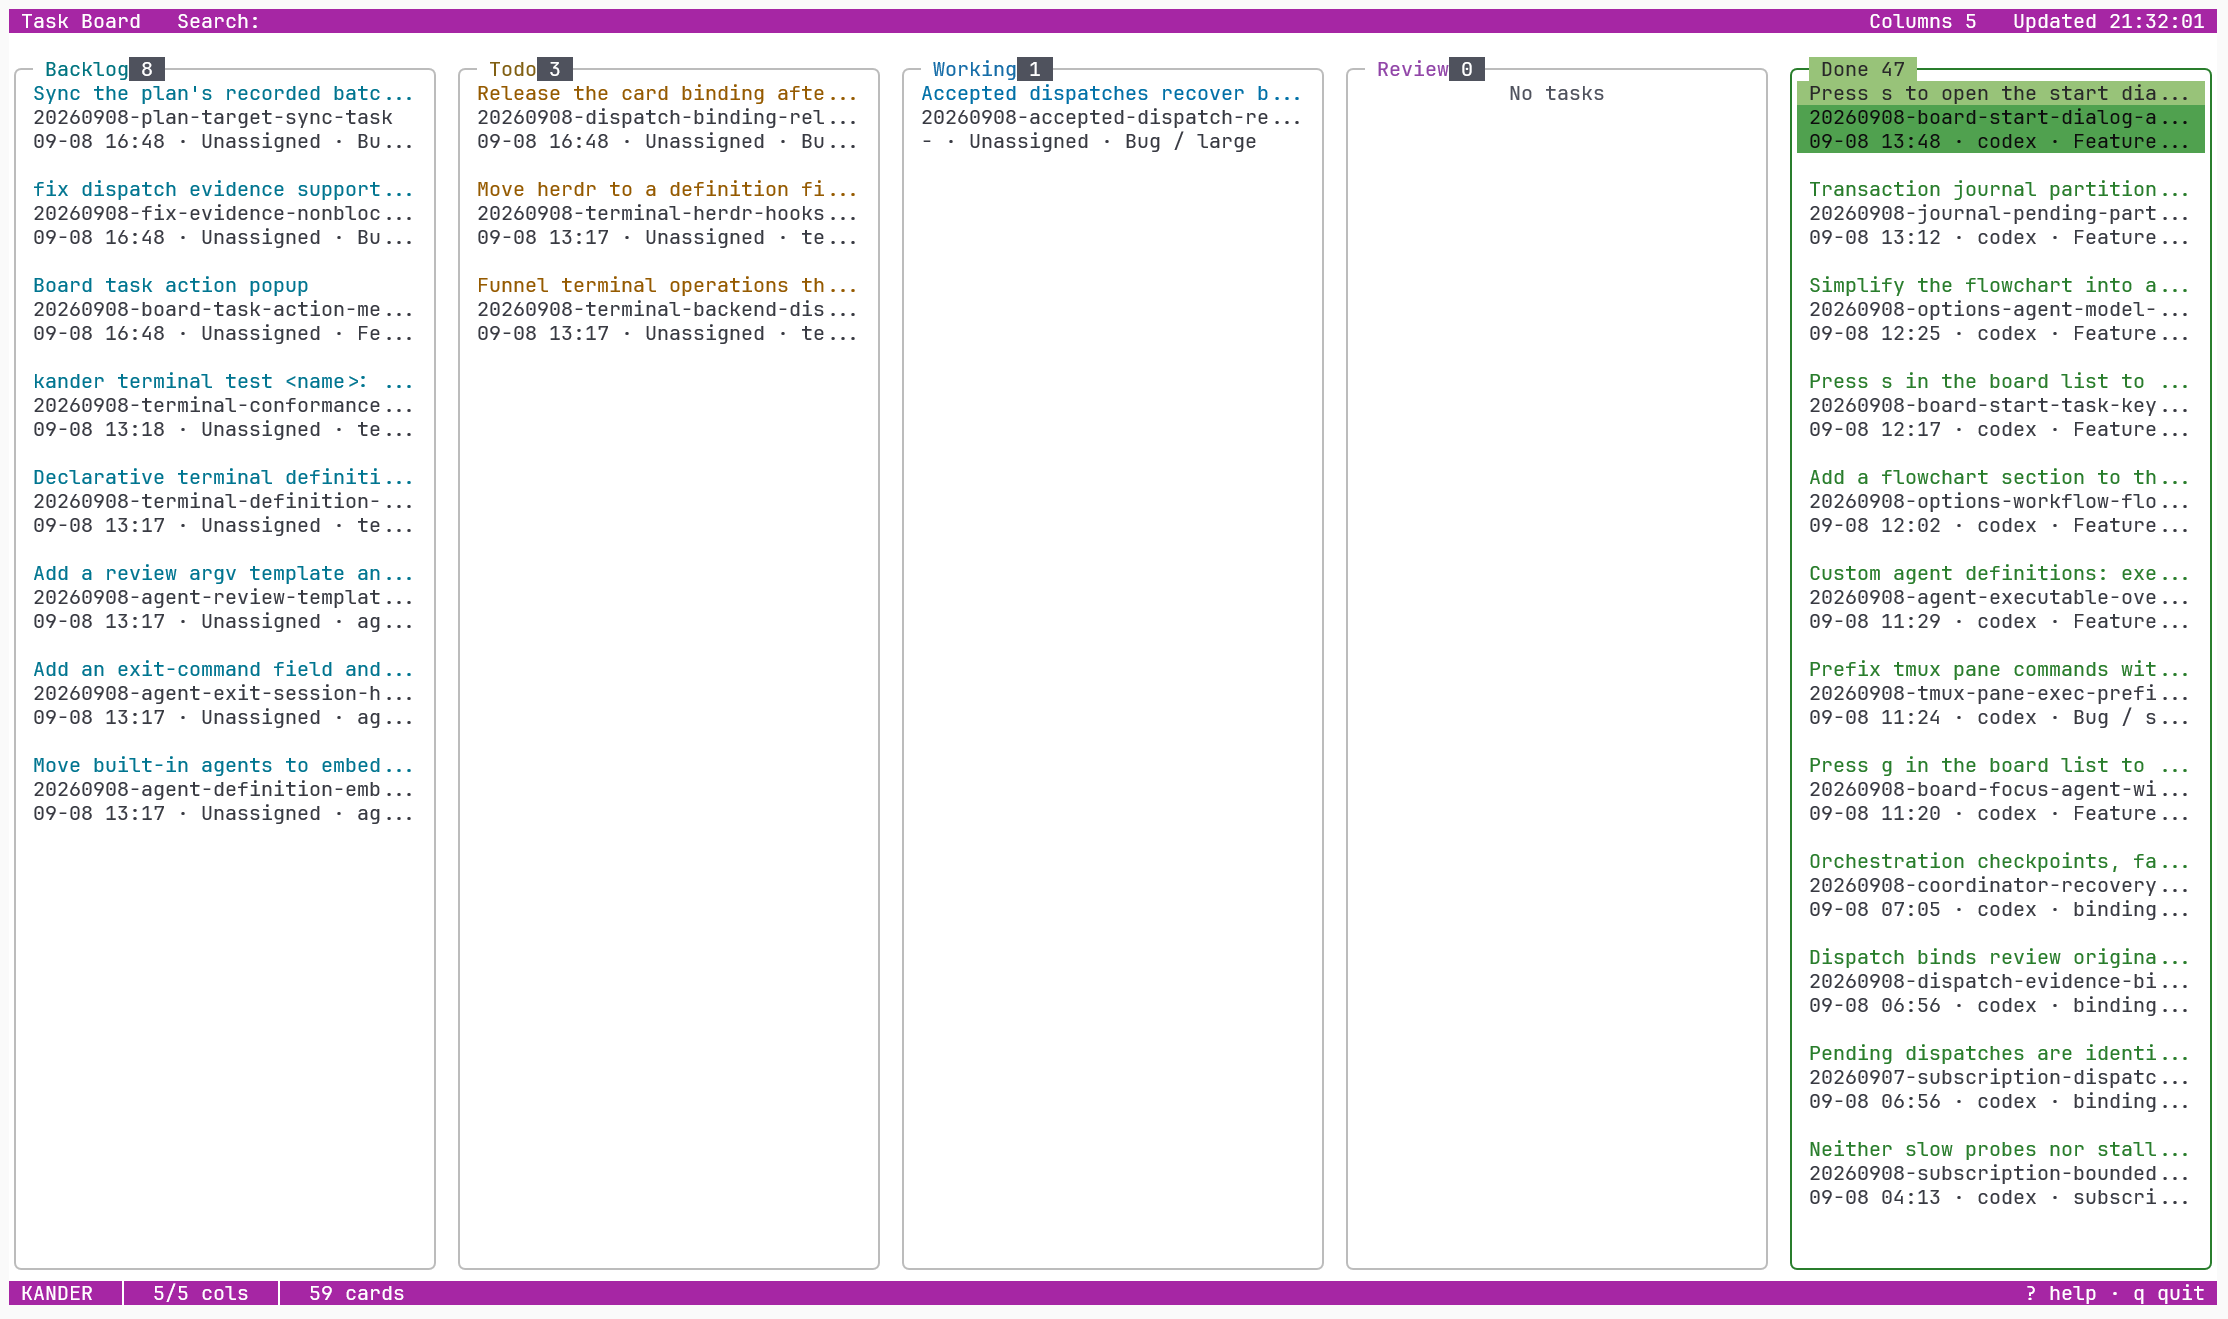 Task Board   Search:   Columns 5   Updated 21:32:01
Backlog 8
Sync the plan's recorded batc...
20260908-plan-target-sync-task
09-08 16:48 · Unassigned · Bu...
fix dispatch evidence support...
20260908-fix-evidence-nonbloc...
09-08 16:48 · Unassigned · Bu...
Board task action popup
20260908-board-task-action-me...
09-08 16:48 · Unassigned · Fe...
kander terminal test <name>: ...
20260908-terminal-conformance...
09-08 13:18 · Unassigned · te...
Declarative terminal definiti...
20260908-terminal-definition-...
09-08 13:17 · Unassigned · te...
Add a review argv template an...
20260908-agent-review-templat...
09-08 13:17 · Unassigned · ag...
Add an exit-command field and...
20260908-agent-exit-session-h...
09-08 13:17 · Unassigned · ag...
Move built-in agents to embed...
20260908-agent-definition-emb...
09-08 13:17 · Unassigned · ag...
Todo 3
Release the card binding afte...
20260908-dispatch-binding-rel...
09-08 16:48 · Unassigned · Bu...
Move herdr to a definition fi...
20260908-terminal-herdr-hooks...
09-08 13:17 · Unassigned · te...
Funnel terminal operations th...
20260908-terminal-backend-dis...
09-08 13:17 · Unassigned · te...
Working 1
Accepted dispatches recover b...
20260908-accepted-dispatch-re...
- · Unassigned · Bug / large
Review 0
No tasks
Done 47
Press s to open the start dia...
20260908-board-start-dialog-a...
09-08 13:48 · codex · Feature...
Transaction journal partition...
20260908-journal-pending-part...
09-08 13:12 · codex · Feature...
Simplify the flowchart into a...
20260908-options-agent-model-...
09-08 12:25 · codex · Feature...
Press s in the board list to ...
20260908-board-start-task-key...
09-08 12:17 · codex · Feature...
Add a flowchart section to th...
20260908-options-workflow-flo...
09-08 12:02 · codex · Feature...
Custom agent definitions: exe...
20260908-agent-executable-ove...
09-08 11:29 · codex · Feature...
Prefix tmux pane commands wit...
20260908-tmux-pane-exec-prefi...
09-08 11:24 · codex · Bug / s...
Press g in the board list to ...
20260908-board-focus-agent-wi...
09-08 11:20 · codex · Feature...
Orchestration checkpoints, fa...
20260908-coordinator-recovery...
09-08 07:05 · codex · binding...
Dispatch binds review origina...
20260908-dispatch-evidence-bi...
09-08 06:56 · codex · binding...
Pending dispatches are identi...
20260907-subscription-dispatc...
09-08 06:56 · codex · binding...
Neither slow probes nor stall...
20260908-subscription-bounded...
09-08 04:13 · codex · subscri...
KANDER │ 5/5 cols │ 59 cards   ? help · q quit